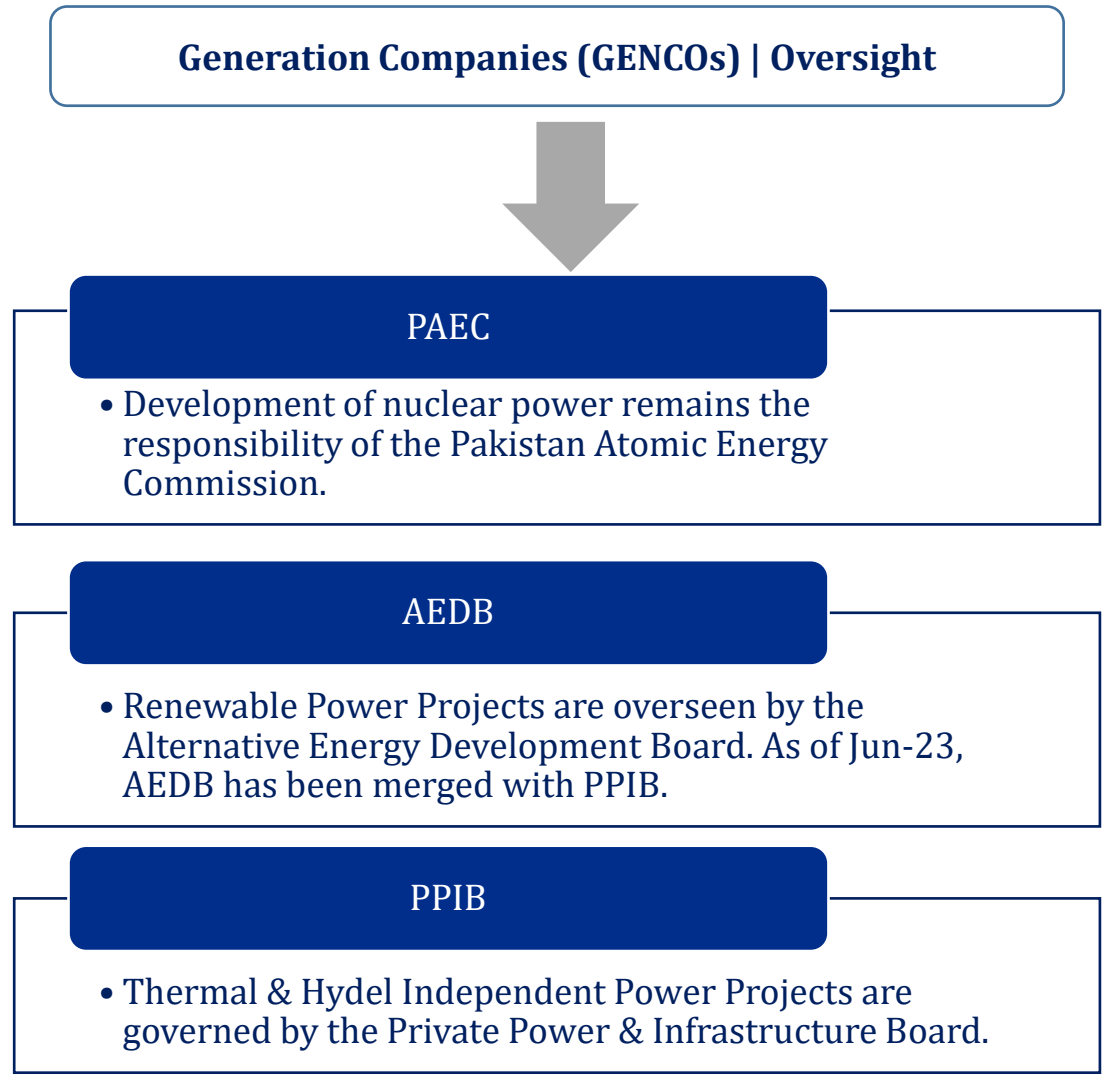 Generation Companies (GENCOs) | Oversight
PAEC
• Development of nuclear power remains the
responsibility of the Pakistan Atomic Energy
Commission.
AEDB
• Renewable Power Projects are overseen by the
Alternative Energy Development Board. As of Jun-23,
AEDB has been merged with PPIB.
PPIB
• Thermal & Hydel Independent Power Projects are
governed by the Private Power & Infrastructure Board.